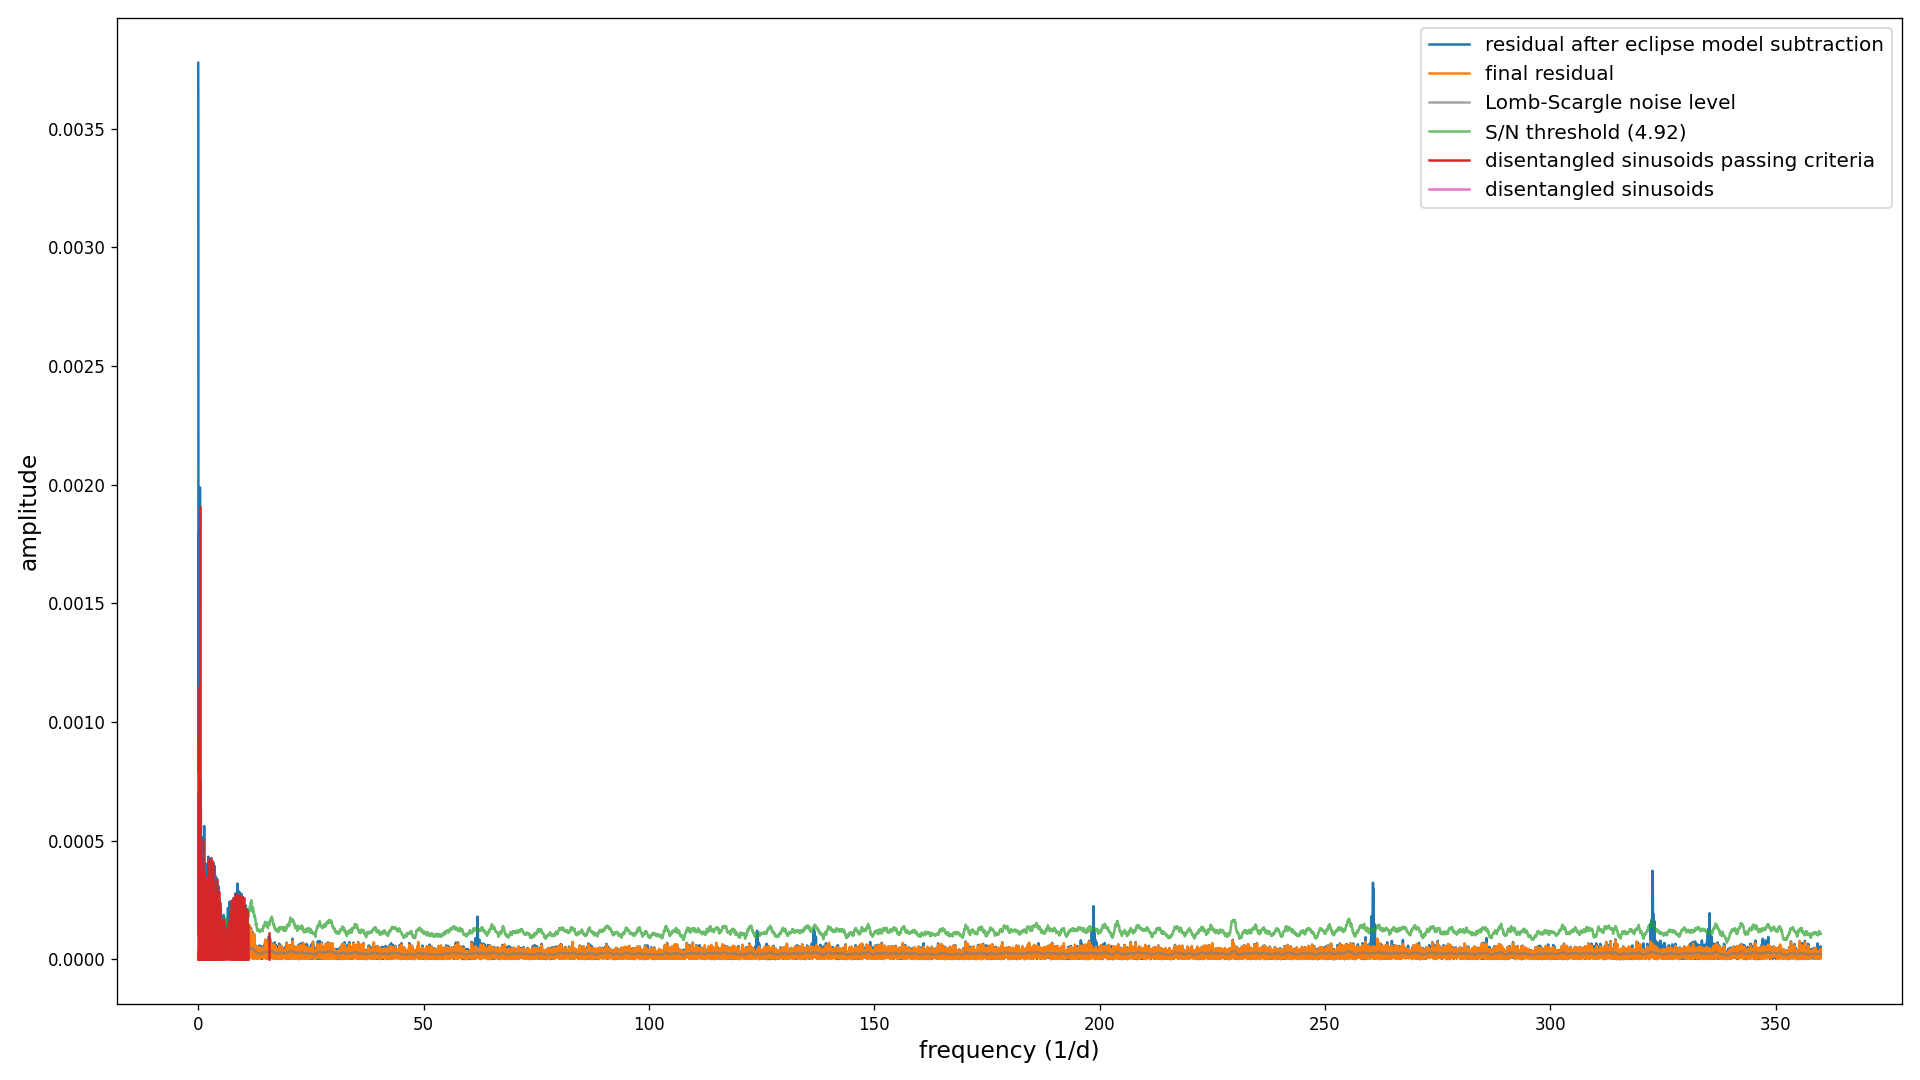 residual after eclipse model subtraction
final residual
Lomb-Scargle noise level
S/N threshold (4.92)
disentangled sinusoids passing criteria
disentangled sinusoids
amplitude
0.0035
0.0030
0.0025
0.0020
0.0015
0.0010
0.0005
0.0000
0 50 100 150 200 250 300 350
frequency (1/d)